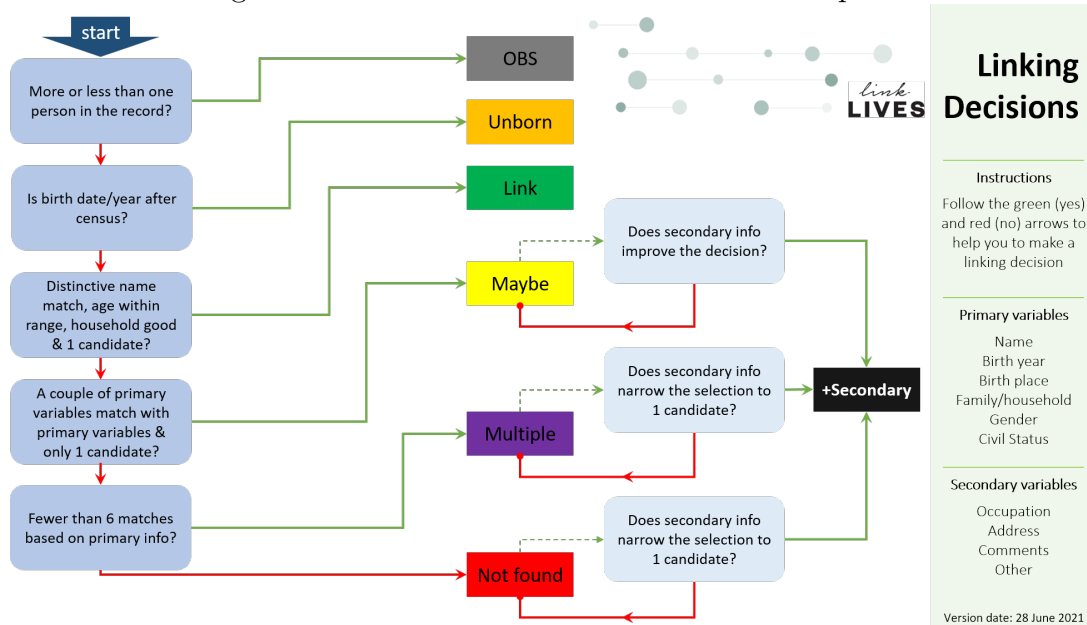 start
More or less than one
person in the record?
Is birth date/year after
census?
Distinctive name
match, age within
range, household good
& 1 candidate?
A couple of primary
variables match with
primary variables &
only 1 candidate?
Fewer than 6 matches
based on primary info?
OBS
Unborn
Link
Maybe
Multiple
Not found
Does secondary info
improve the decision?
Does secondary info
narrow the selection to
1 candidate?
Does secondary info
narrow the selection to
1 candidate?
+Secondary
link-
LIVES
Linking
Decisions
Instructions
Follow the green (yes)
and red (no) arrows to
help you to make a
linking decision
Primary variables
Name
Birth year
Birth place
Family/household
Gender
Civil Status
Secondary variables
Occupation
Address
Comments
Other
Version date: 28 June 2021